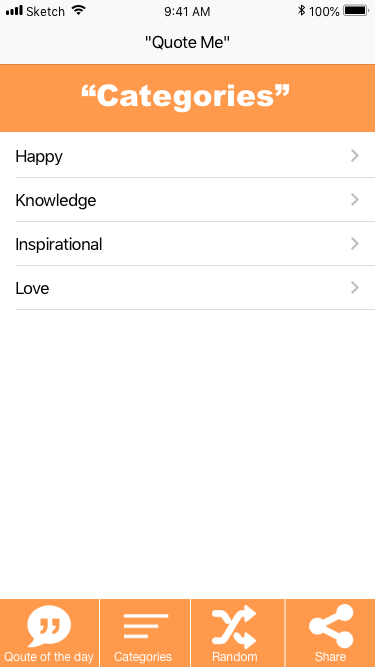 Sketch 9:41 AM 100%
"Quote Me"
“Categories”
Happy
Knowledge
Inspirational
Love
Qoute of the day Categories Random Share